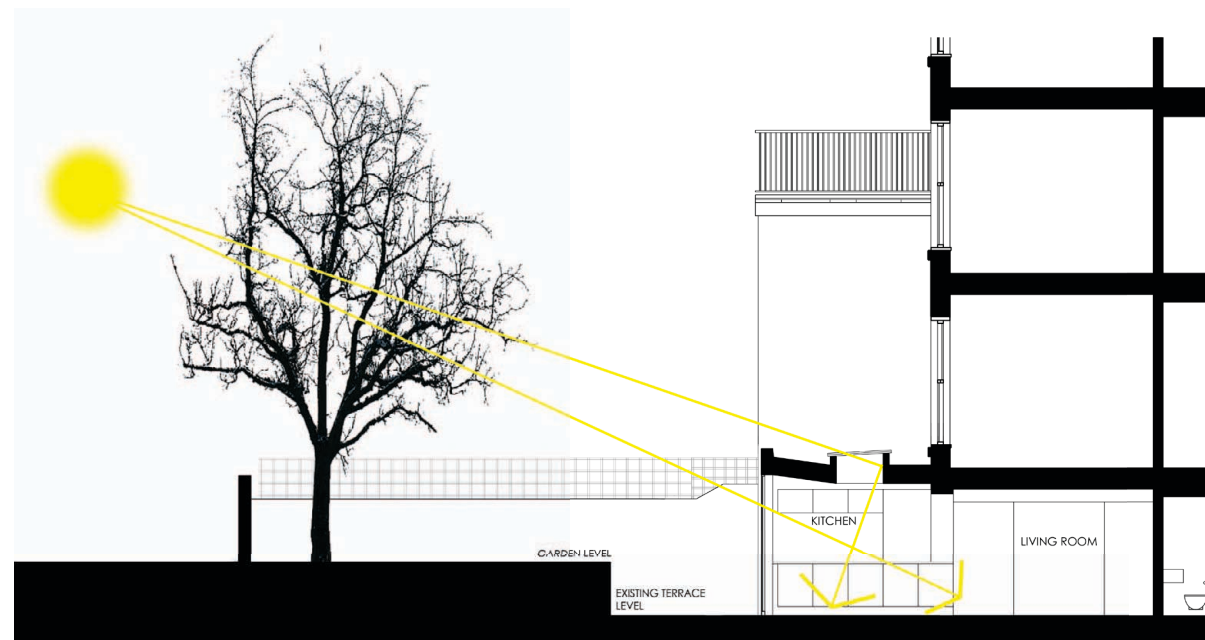 KITCHEN
LIVING ROOM
GARDEN LEVEL
EXISTING TERRACE
LEVEL